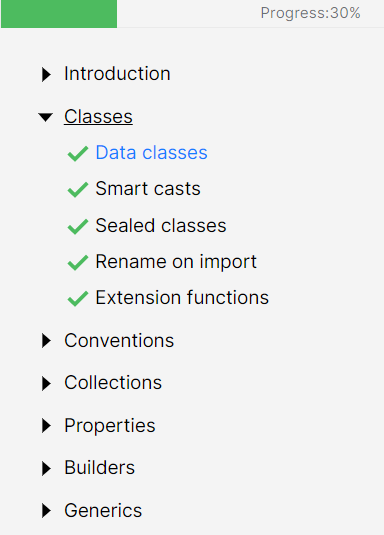 Progress:30%
Introduction
Classes
Data classes
Smart casts
Sealed classes
Rename on import
Extension functions
Conventions
Collections
Properties
Builders
Generics